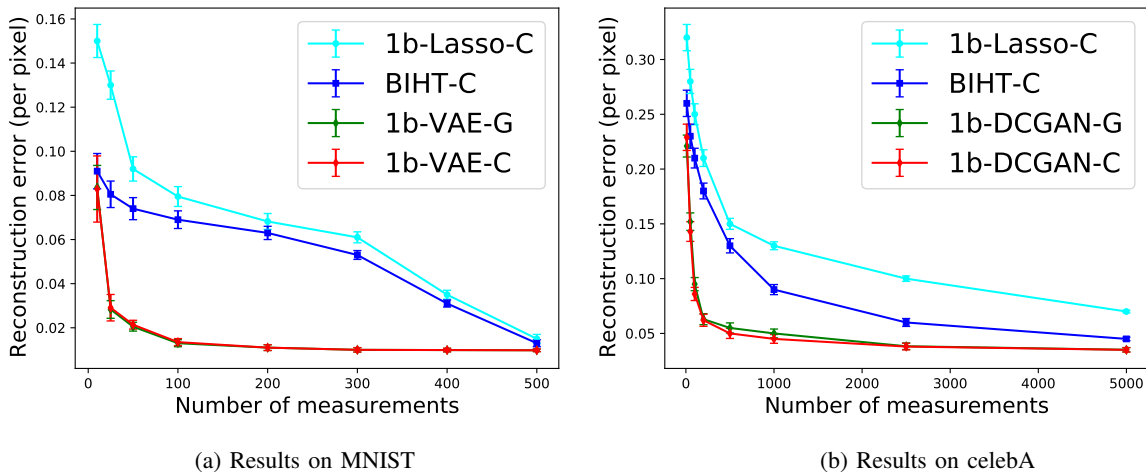 0.16
0.14
0.12
0.10
0.08
0.06
0.04
0.02
Reconstruction error (per pixel)
1b-Lasso-C
BIHT-C
1b-VAE-G
1b-VAE-C
0 100 200 300 400 500
Number of measurements
(a) Results on MNIST
0.30
0.25
0.20
0.15
0.10
0.05
Reconstruction error (per pixel)
1b-Lasso-C
BIHT-C
1b-DCGAN-G
1b-DCGAN-C
0 1000 2000 3000 4000 5000
Number of measurements
(b) Results on celebA